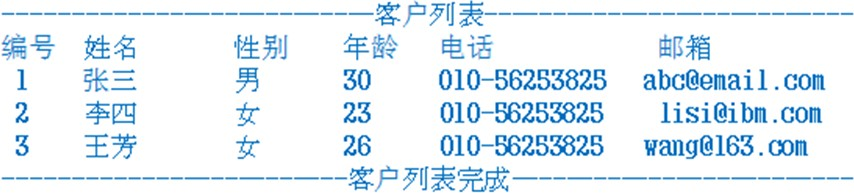 ---------------------------客户列表---------------------------
编号 姓名 性别 年龄 电话 邮箱
1 张三 男 30 010-56253825 abc@email.com
2 李四 女 23 010-56253825 lisi@ibm.com
3 王芳 女 26 010-56253825 wang@163.com
-------------------------客户列表完成-------------------------